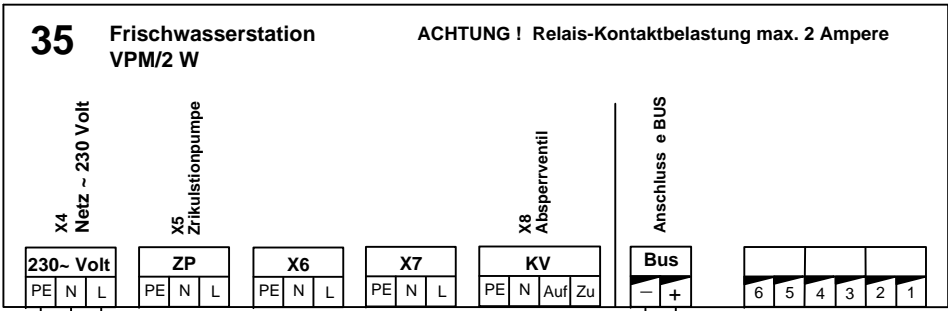 35 Frischwasserstation ACHTUNG ! Relais-Kontaktbelastung max. 2 Ampere
VPM/2 W
X4
Netz ~ 230 Volt
X5
Zrikulstionpumpe
X8
Absperrventil
Anschluss e BUS
230~ Volt ZP X6 X7 KV Bus
PE N L PE N L PE N L PE N L PE N Auf Zu − + 6 5 4 3 2 1